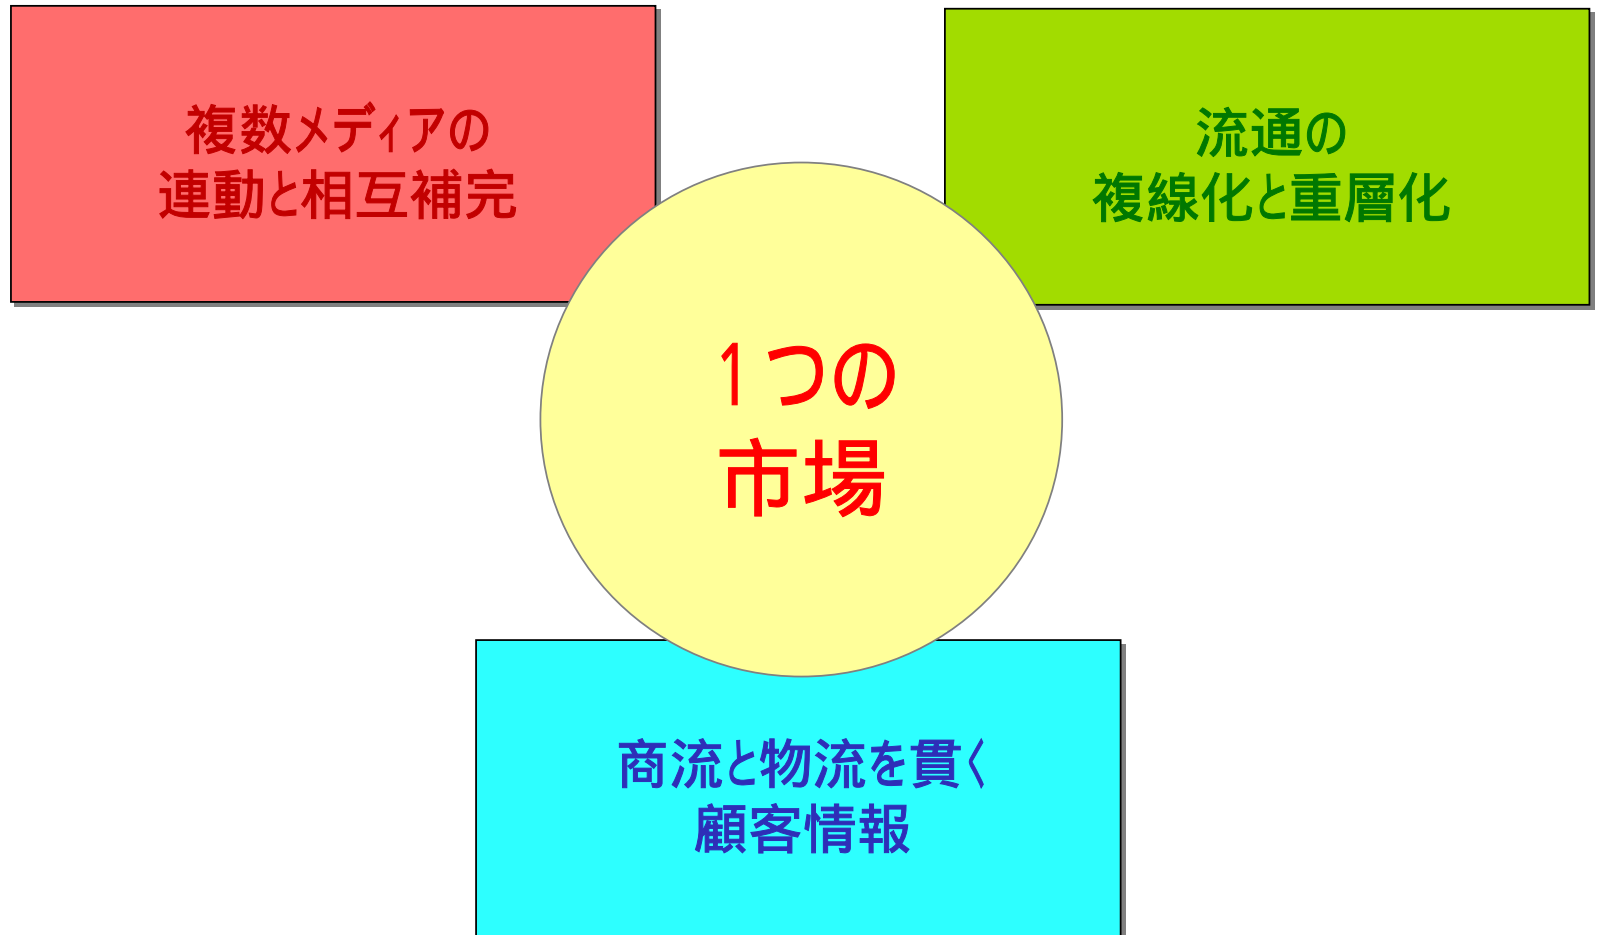 複数メディアの
連動と相互補完
流通の
複線化と重層化
1つの
市場
商流と物流を貫く
顧客情報